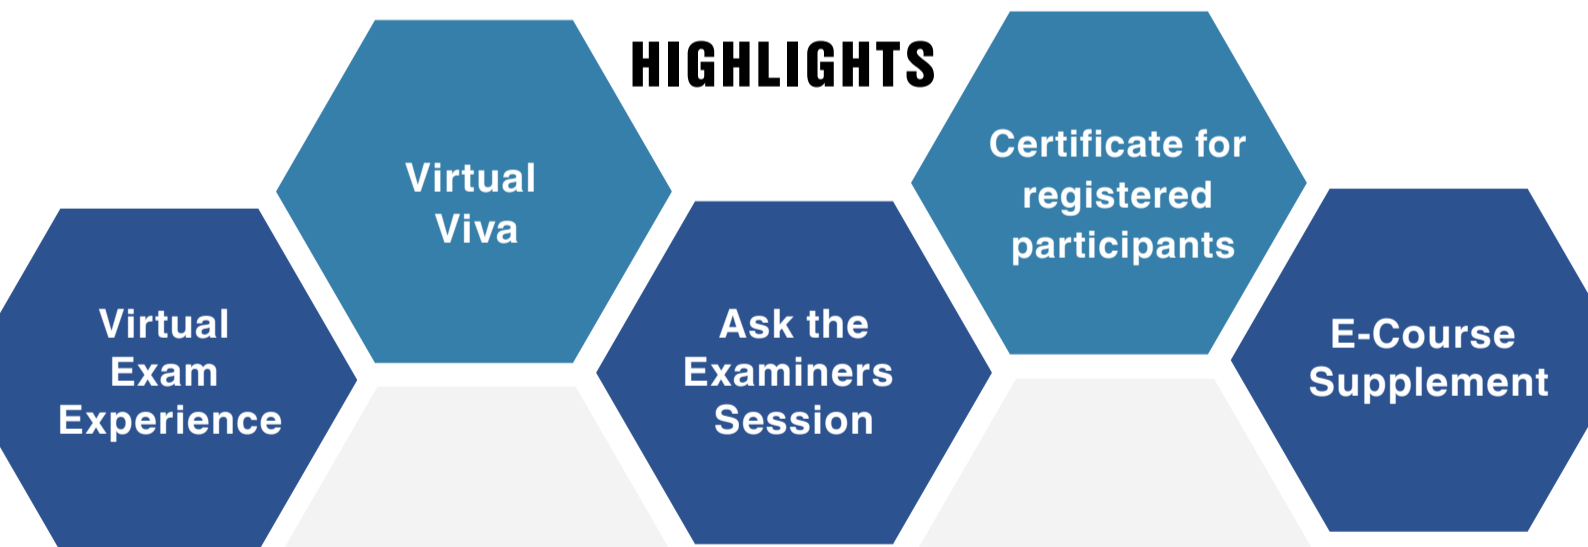 HIGHLIGHTS
Virtual
Exam
Experience
Virtual
Viva
Ask the
Examiners
Session
Certificate for
registered
participants
E-Course
Supplement